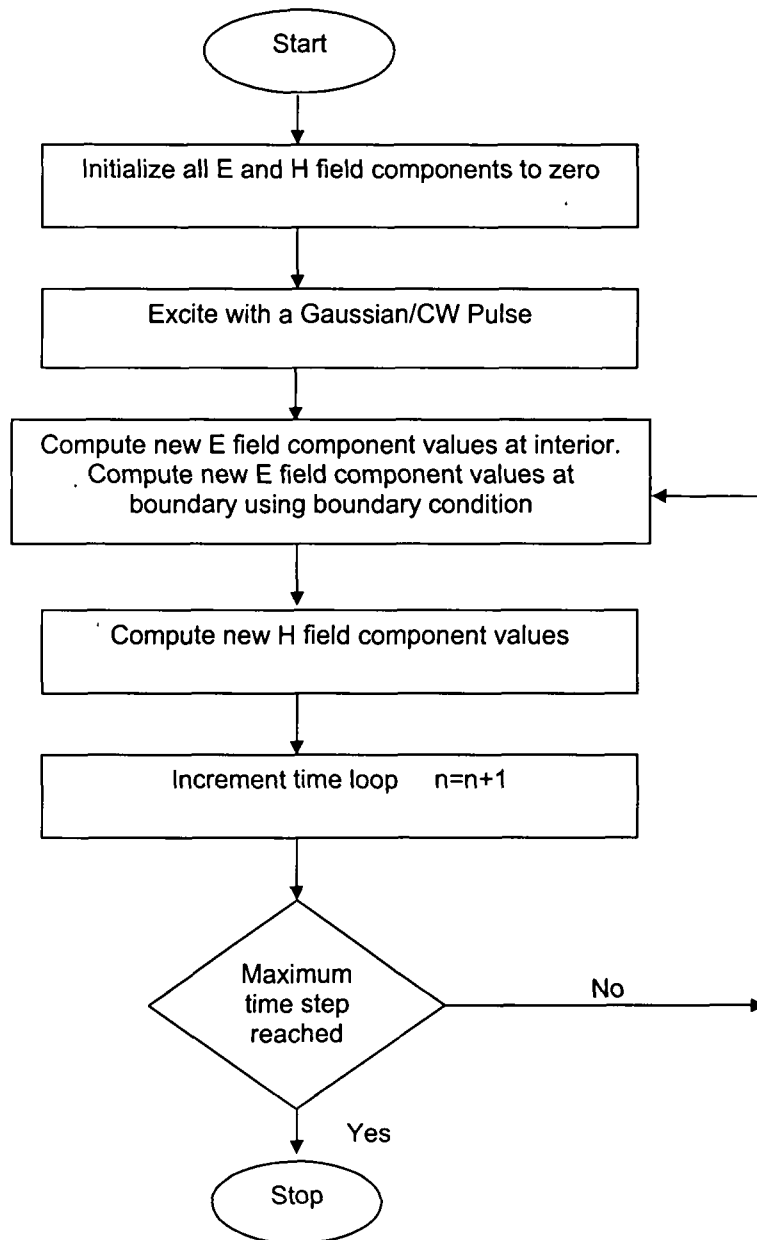 Start
Initialize all E and H field components to zero
Excite with a Gaussian/CW Pulse
Compute new E field component values at interior.
Compute new E field component values at
boundary using boundary condition
Compute new H field component values
Increment time loop n=n+1
Maximum
time step
reached
No
Yes
Stop